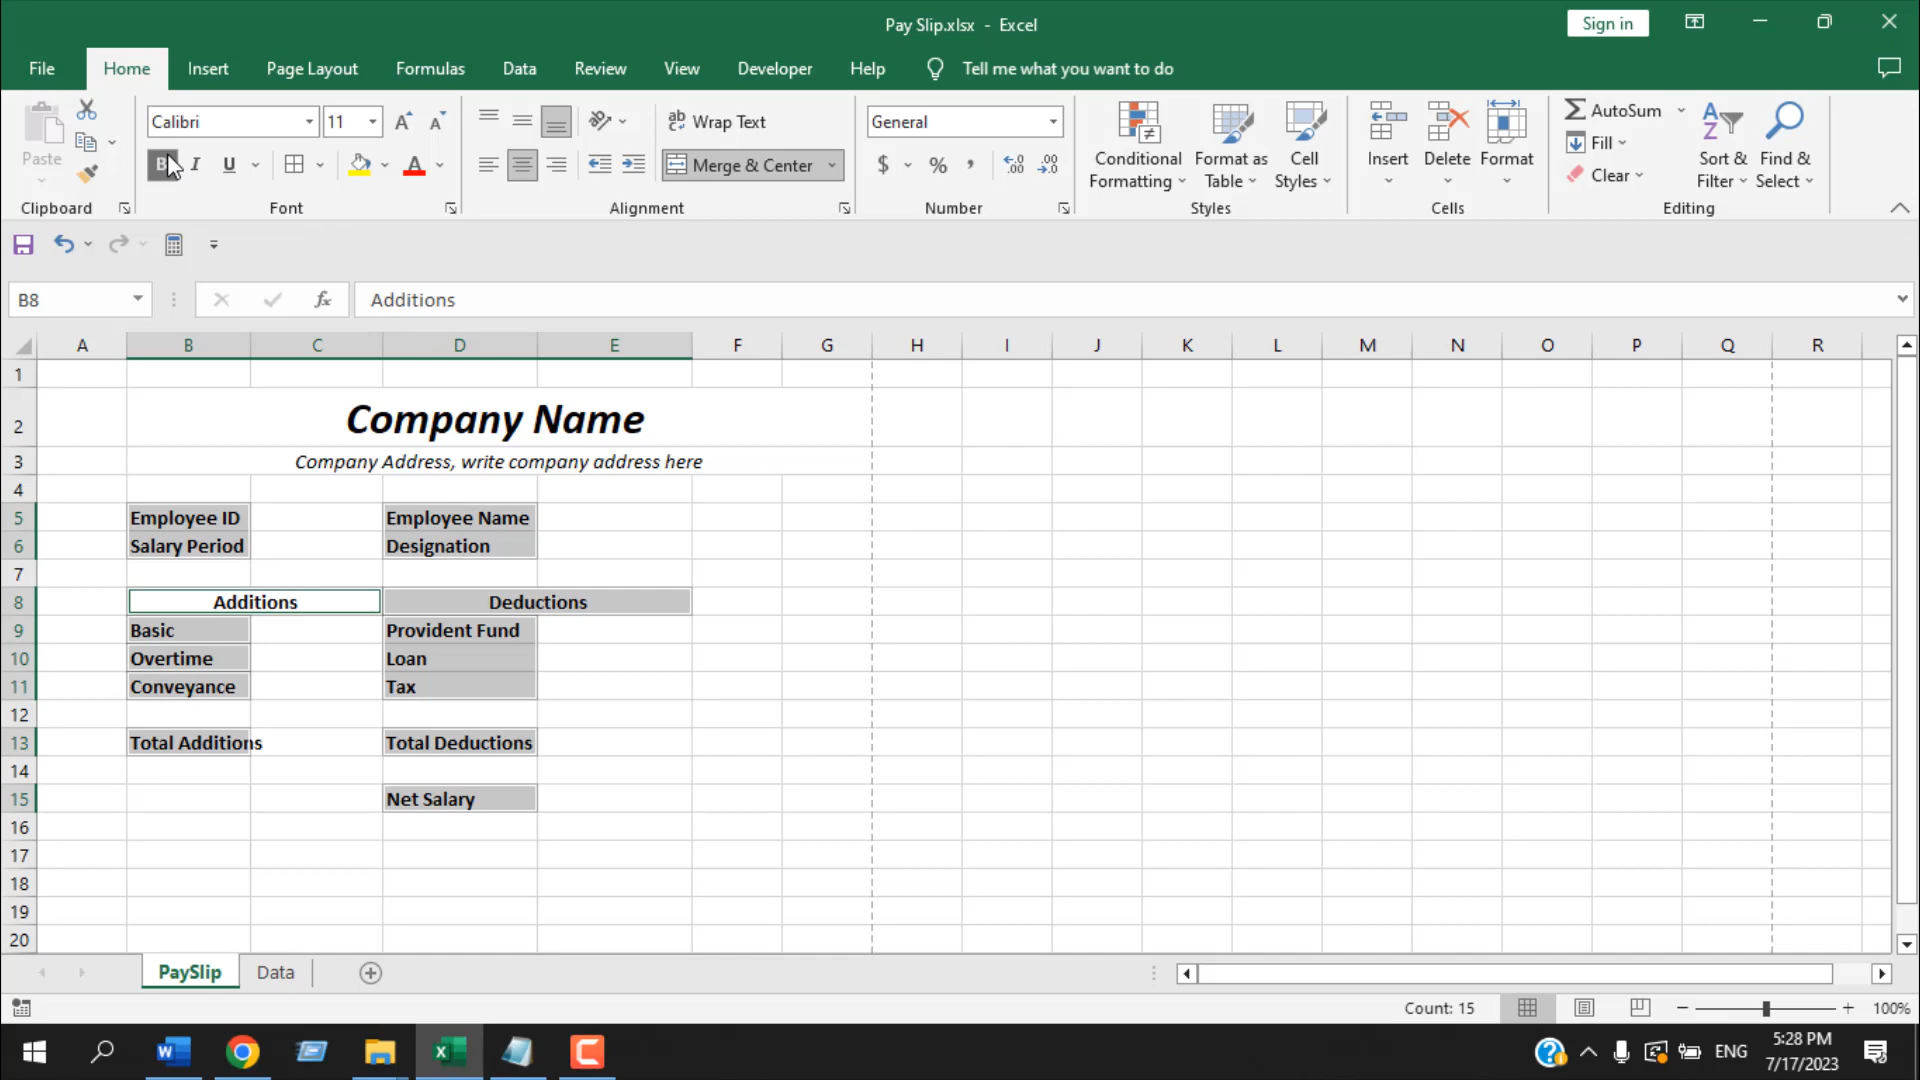 Pay Slip.xlsx - Excel
Sign in
File Home Insert Page Layout Formulas Data Review View Developer Help Tell me what you want to do
Paste
Clipboard
Calibri 11
B I U A
Font
ab Wrap Text
Merge & Center
Alignment
General
$ % ,
Number
Conditional Formatting
Format as Table
Cell Styles
Styles
Insert Delete Format
Cells
AutoSum
Fill
Clear
Sort & Filter
Find & Select
Editing
B8 fx Additions
A B C D E F G H I J K L M N O P Q R
1
2 Company Name
3 Company Address, write company address here
4
5 Employee ID Employee Name
6 Salary Period Designation
7
8 Additions Deductions
9 Basic Provident Fund
10 Overtime Loan
11 Conveyance Tax
12
13 Total Additions Total Deductions
14
15 Net Salary
16
17
18
19
20
PaySlip Data
Count: 15 100%
ENG 5:28 PM
7/17/2023